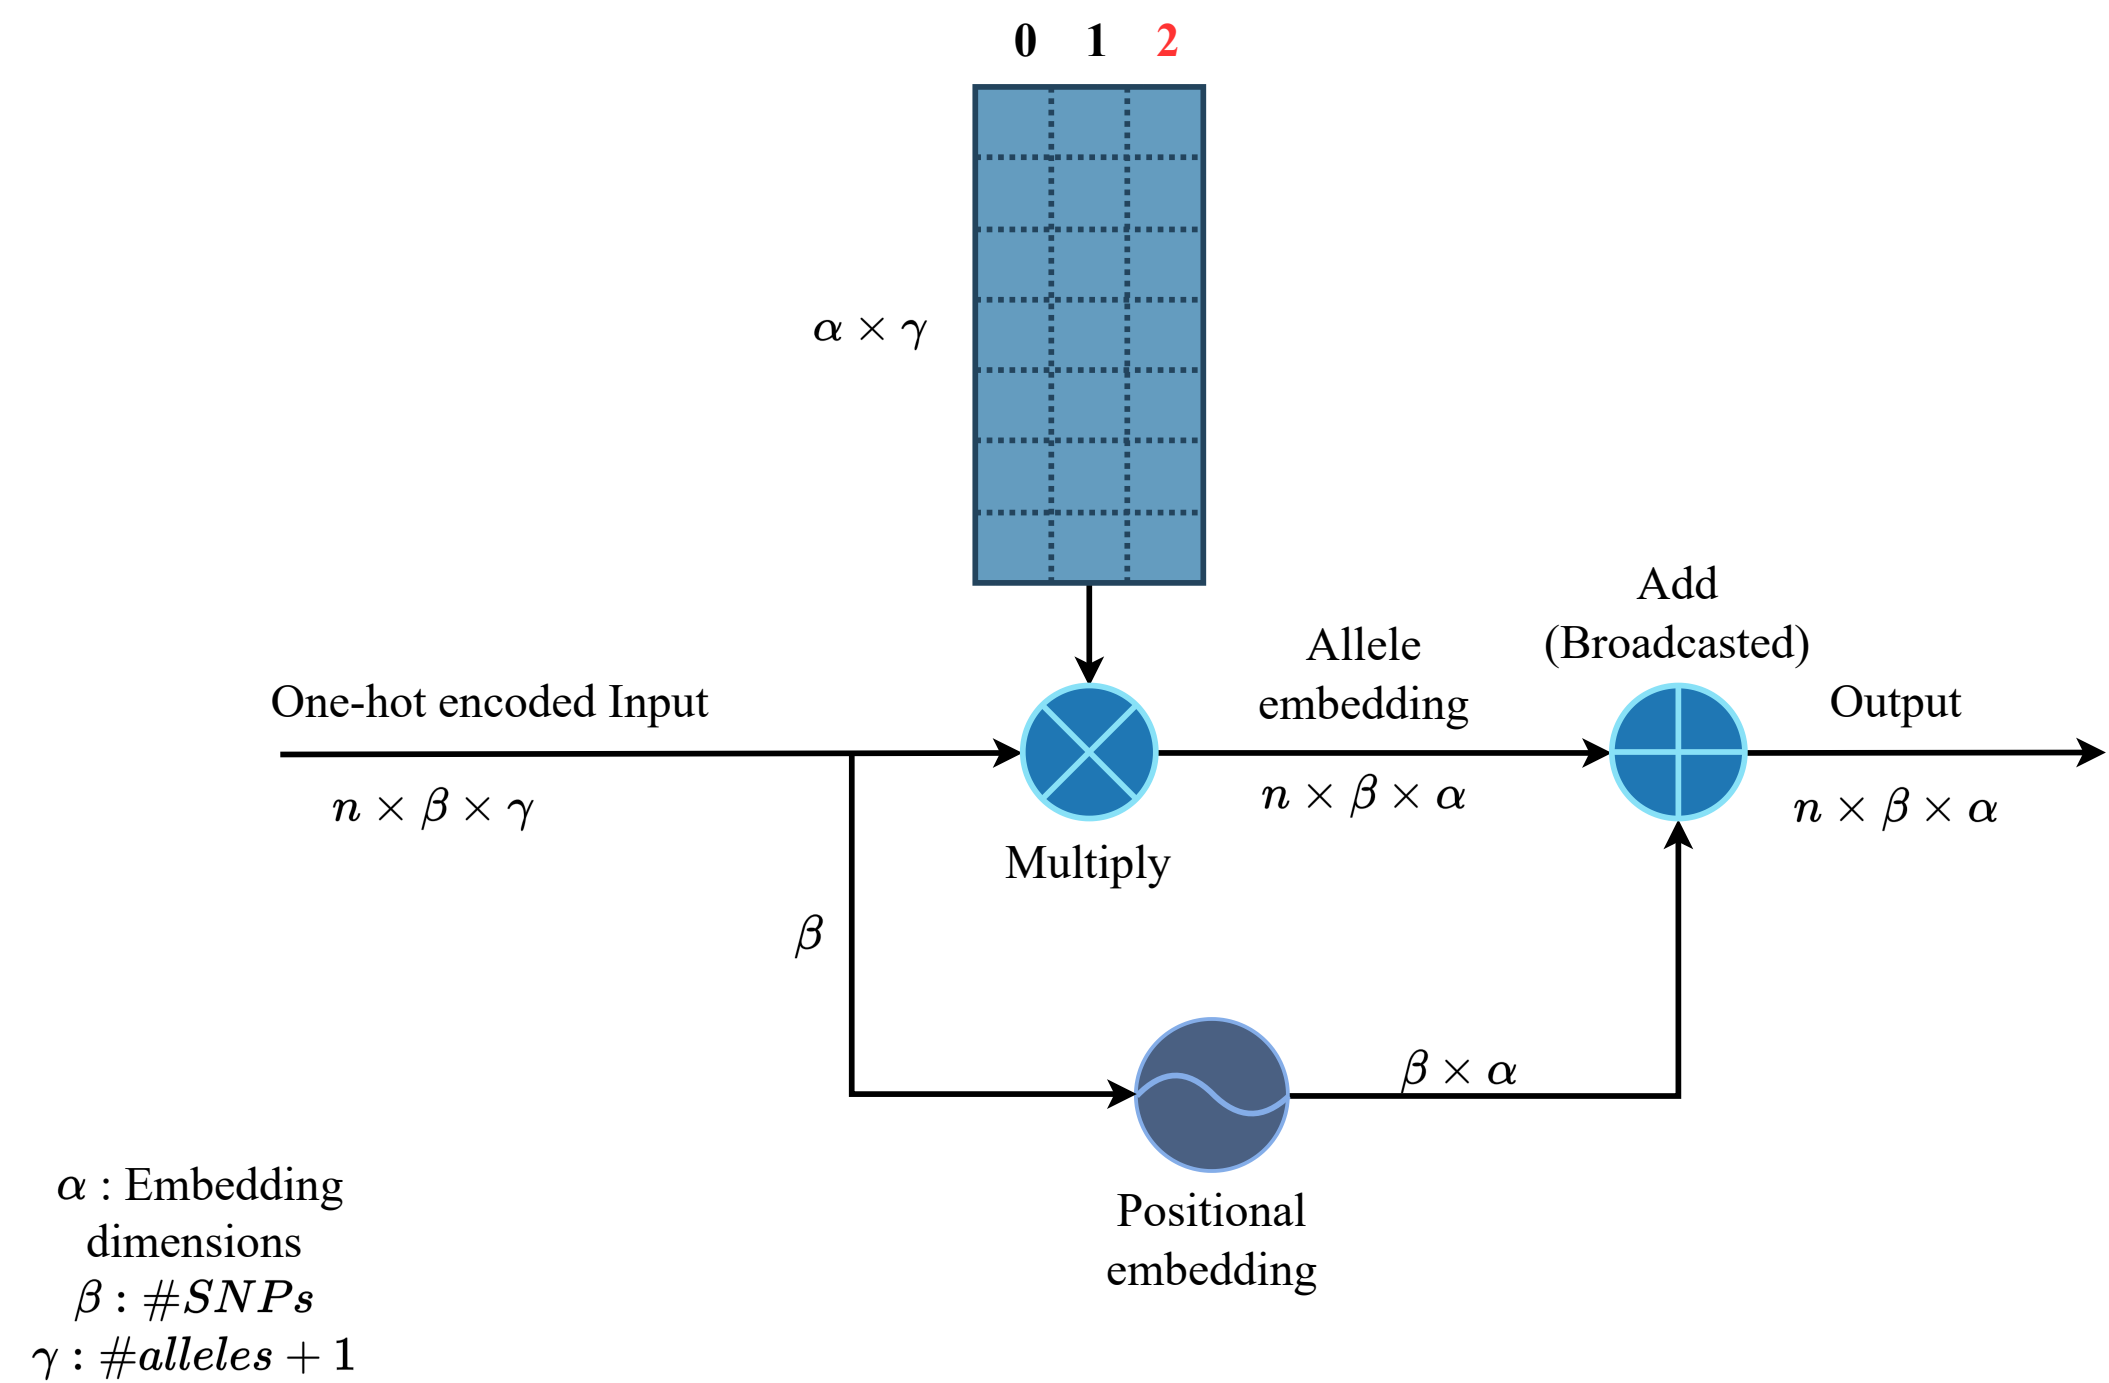 0 1 2
α × γ
Add
(Broadcasted)
Allele
embedding
One-hot encoded Input
Output
n × β × γ
n × β × α
n × β × α
Multiply
β
β × α
α : Embedding
dimensions
β : #SNPs
γ : #alleles + 1
Positional
embedding